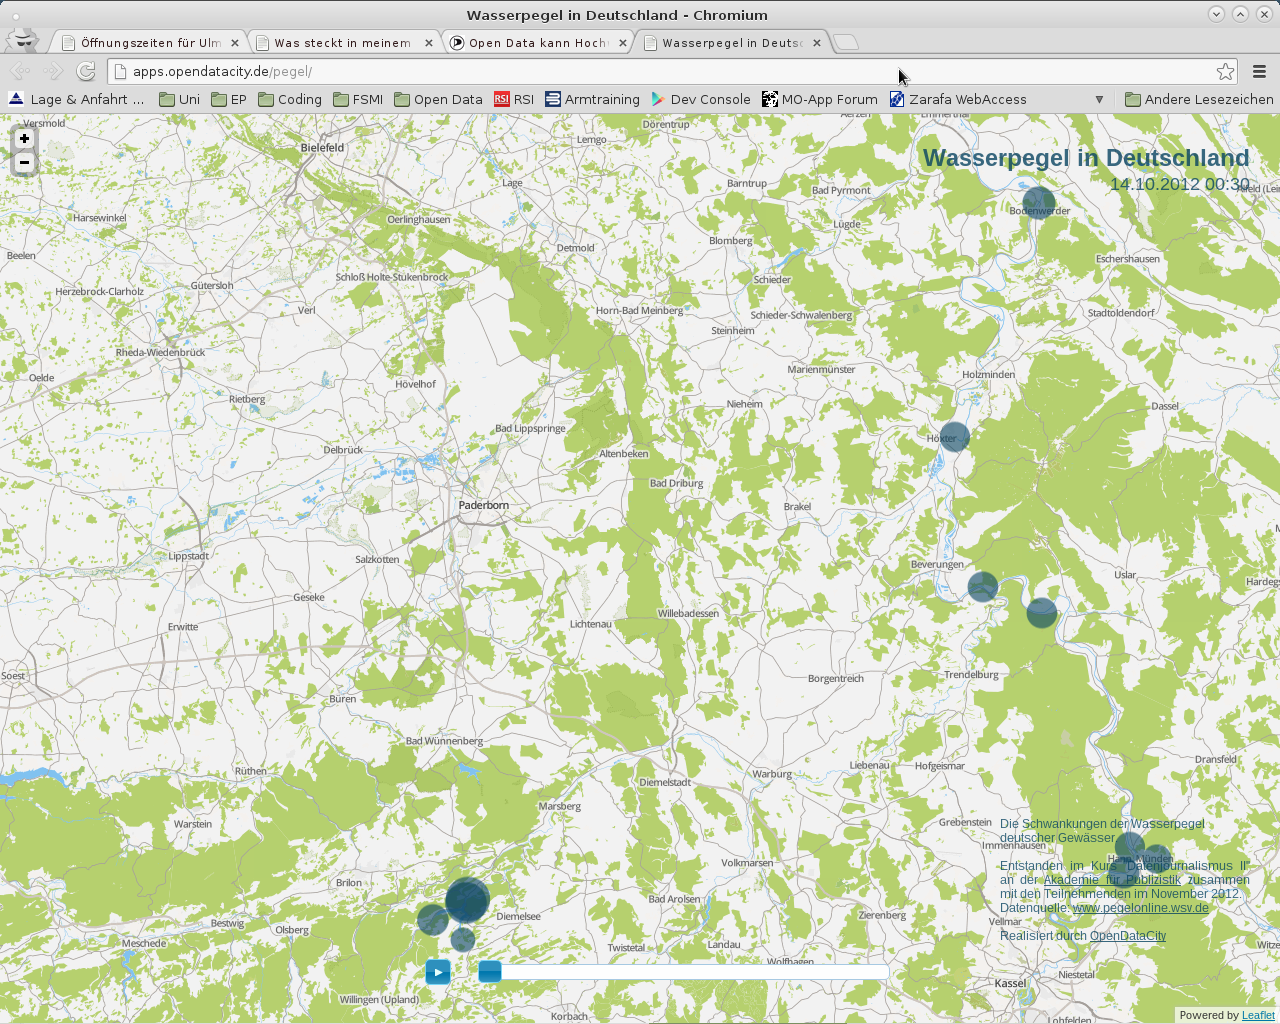 Wasserpegel in Deutschland - Chromium
Öffnungszeiten für Ulm
Was steckt in meinem
Open Data kann Hoch
Wasserpegel in Deutsc
apps.opendatacity.de/pegel/
Lage & Anfahrt ...
Uni
EP
Coding
FSMI
Open Data
RSI RSI
Armtraining
Dev Console
MO-App Forum
Zarafa WebAccess
Andere Lesezeichen
Versmold
Dörentrup
Aerzen
Emmerthal
+
−
Bielefeld
Lemgo
Wasserpegel in Deutschland
14.10.2012 00:30
Lage
Barntrup
Bad Pyrmont
Harsewinkel
Oerlinghausen
Lügde
Bodenwerder
Beelen
Detmold
Blomberg
Eschershausen
Herzebrock-Clarholz
Gütersloh
Schloß Holte-Stukenbrock
Schieder
Verl
Horn-Bad Meinberg
Schieder-Schwalenberg
Stadtoldendorf
Steinheim
Rheda-Wiedenbrück
Oelde
Hövelhof
Marienmünster
Holzminden
Rietberg
Nieheim
Dassel
Bad Lippspringe
Höxter
Delbrück
Altenbeken
Bad Driburg
Paderborn
Brakel
Lippstadt
Salzkotten
Beverungen
Uslar
Hardeg
Geseke
Erwitte
Lichtenau
Willebadessen
Soest
Borgentreich
Trendelburg
Büren
Bad Wünnenberg
Rüthen
Diemelstadt
Warburg
Liebenau
Hofgeismar
Dransfeld
Marsberg
Warstein
Grebenstein
Die Schwankungen der Wasserpegel
deutscher Gewässer.
Immenhausen
Hann. Münden
Volkmarsen
Entstanden im Kurs "Datenjournalismus II"
an der Akademie für Publizistik zusammen
mit den Teilnehmenden im November 2012.
Datenquelle: www.pegelonline.wsv.de
Brilon
Bad Arolsen
Diemelsee
Zierenberg
Vellmar
Bestwig
Olsberg
Realisiert durch OpenDataCity
Meschede
Twistetal
Landau
Witze
Wolfhagen
Niestetal
Kassel
Willingen (Upland)
Korbach
Lohfelden
Powered by Leaflet